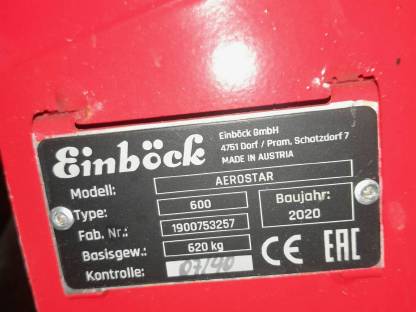 Einböck
Einböck GmbH
4751 Dorf / Pram, Schatzdorf 7
MADE IN AUSTRIA
Modell: AEROSTAR
Type: 600
Fab. Nr.: 1900753257
Basisgew.: 620 kg
Kontrolle:
Baujahr:
2020
CE EAC